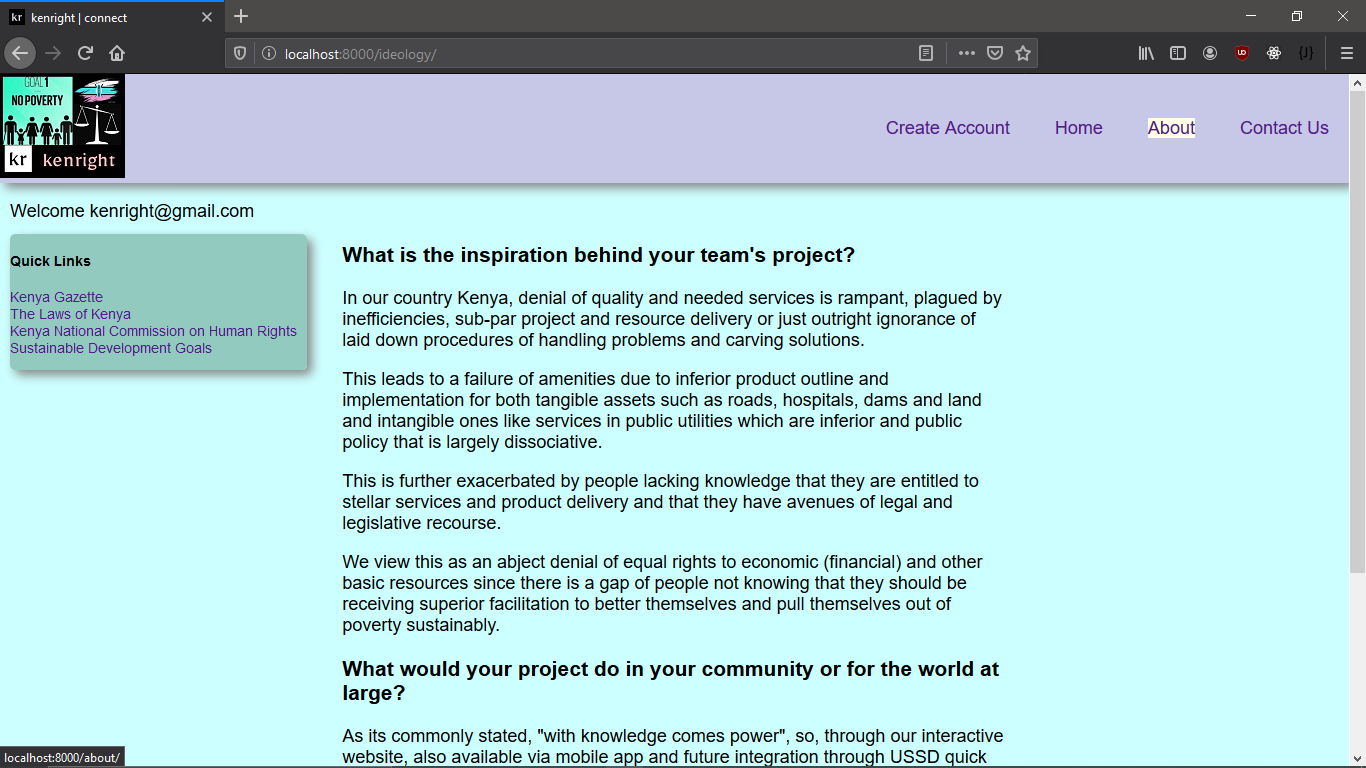 kr kenright | connect
localhost:8000/ideology/
GOAL 1
NO POVERTY
kr kenright
Create Account Home About Contact Us
Welcome kenright@gmail.com
Quick Links
Kenya Gazette
The Laws of Kenya
Kenya National Commission on Human Rights
Sustainable Development Goals
What is the inspiration behind your team's project?
In our country Kenya, denial of quality and needed services is rampant, plagued by
inefficiencies, sub-par project and resource delivery or just outright ignorance of
laid down procedures of handling problems and carving solutions.
This leads to a failure of amenities due to inferior product outline and
implementation for both tangible assets such as roads, hospitals, dams and land
and intangible ones like services in public utilities which are inferior and public
policy that is largely dissociative.
This is further exacerbated by people lacking knowledge that they are entitled to
stellar services and product delivery and that they have avenues of legal and
legislative recourse.
We view this as an abject denial of equal rights to economic (financial) and other
basic resources since there is a gap of people not knowing that they should be
receiving superior facilitation to better themselves and pull themselves out of
poverty sustainably.
What would your project do in your community or for the world at
large?
As its commonly stated, "with knowledge comes power", so, through our interactive
website, also available via mobile app and future integration through USSD quick
localhost:8000/about/